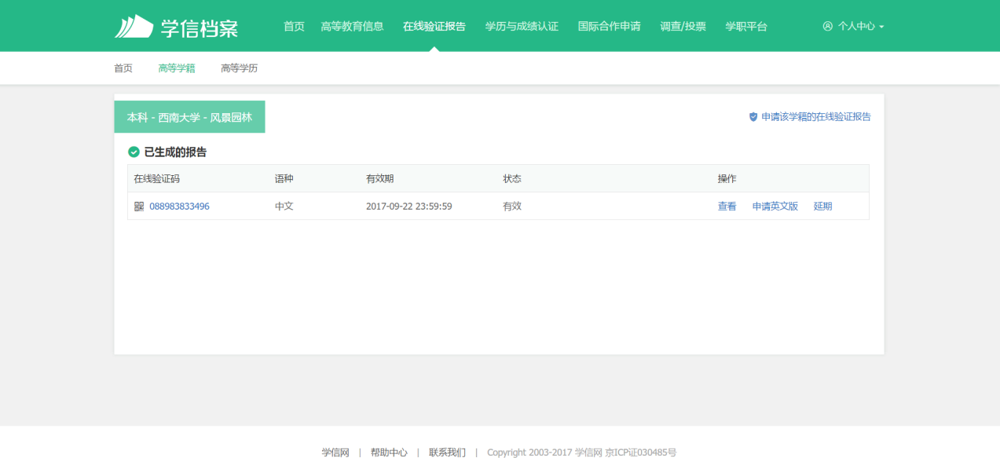 学信档案 首页 高等教育信息 在线验证报告 学历与成绩认证 国际合作申请 调查/投票 学职平台 个人中心
首页 高等学籍 高等学历
本科 - 西南大学 - 风景园林 申请该学籍的在线验证报告
已生成的报告
在线验证码 语种 有效期 状态 操作
088983833496 中文 2017-09-22 23:59:59 有效 查看 申请英文版 延期
学信网 | 帮助中心 | 联系我们 | Copyright 2003-2017 学信网 京ICP证030485号